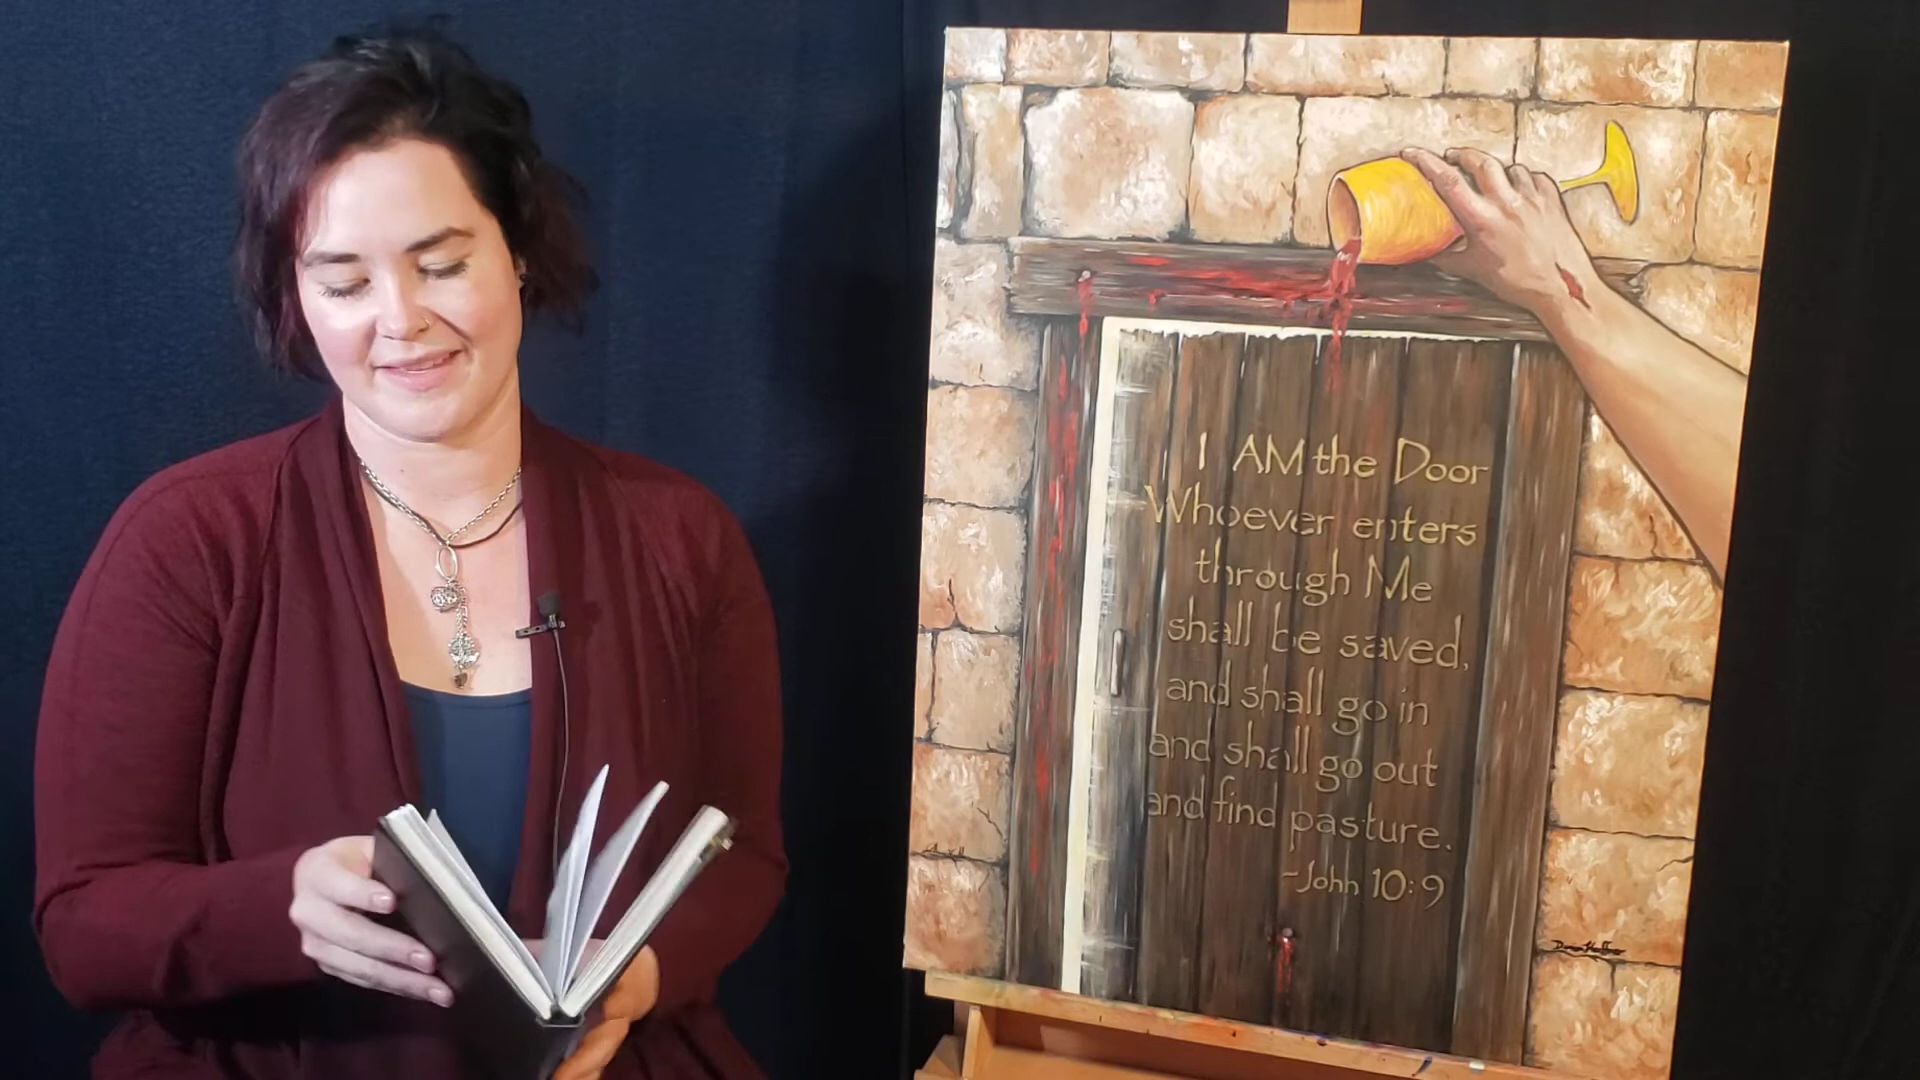 I AM the Door
Whoever enters
through Me
shall be saved,
and shall go in
and shall go out
and find pasture.
-John 10:9